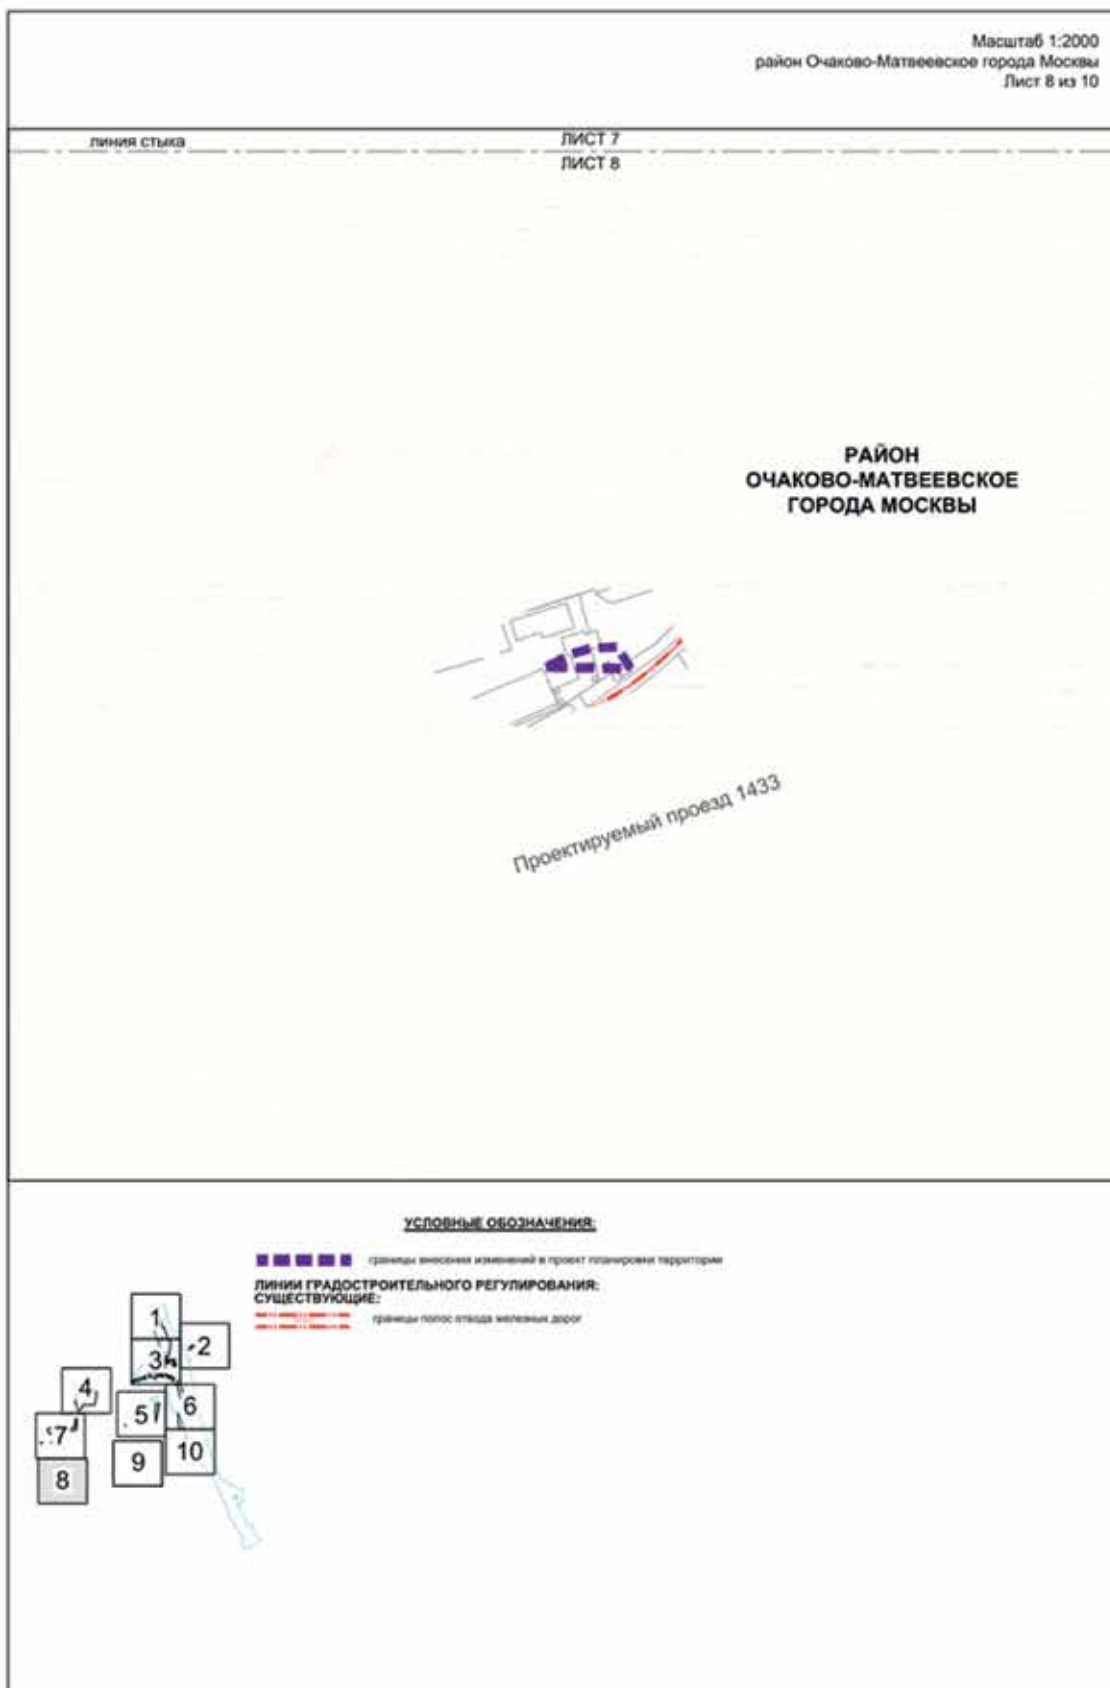 Масштаб 1:2000
район Очаково-Матвеевское города Москвы
Лист 8 из 10
линия стыка
ЛИСТ 7
ЛИСТ 8
РАЙОН
ОЧАКОВО-МАТВЕЕВСКОЕ
ГОРОДА МОСКВЫ
Проектируемый проезд 1433
УСЛОВНЫЕ ОБОЗНАЧЕНИЯ:
границы внесения изменений в проект планировки территории
ЛИНИИ ГРАДОСТРОИТЕЛЬНОГО РЕГУЛИРОВАНИЯ:
СУЩЕСТВУЮЩИЕ:
границы полос отвода железных дорог
1
2
3
4
5
6
7
8
9
10